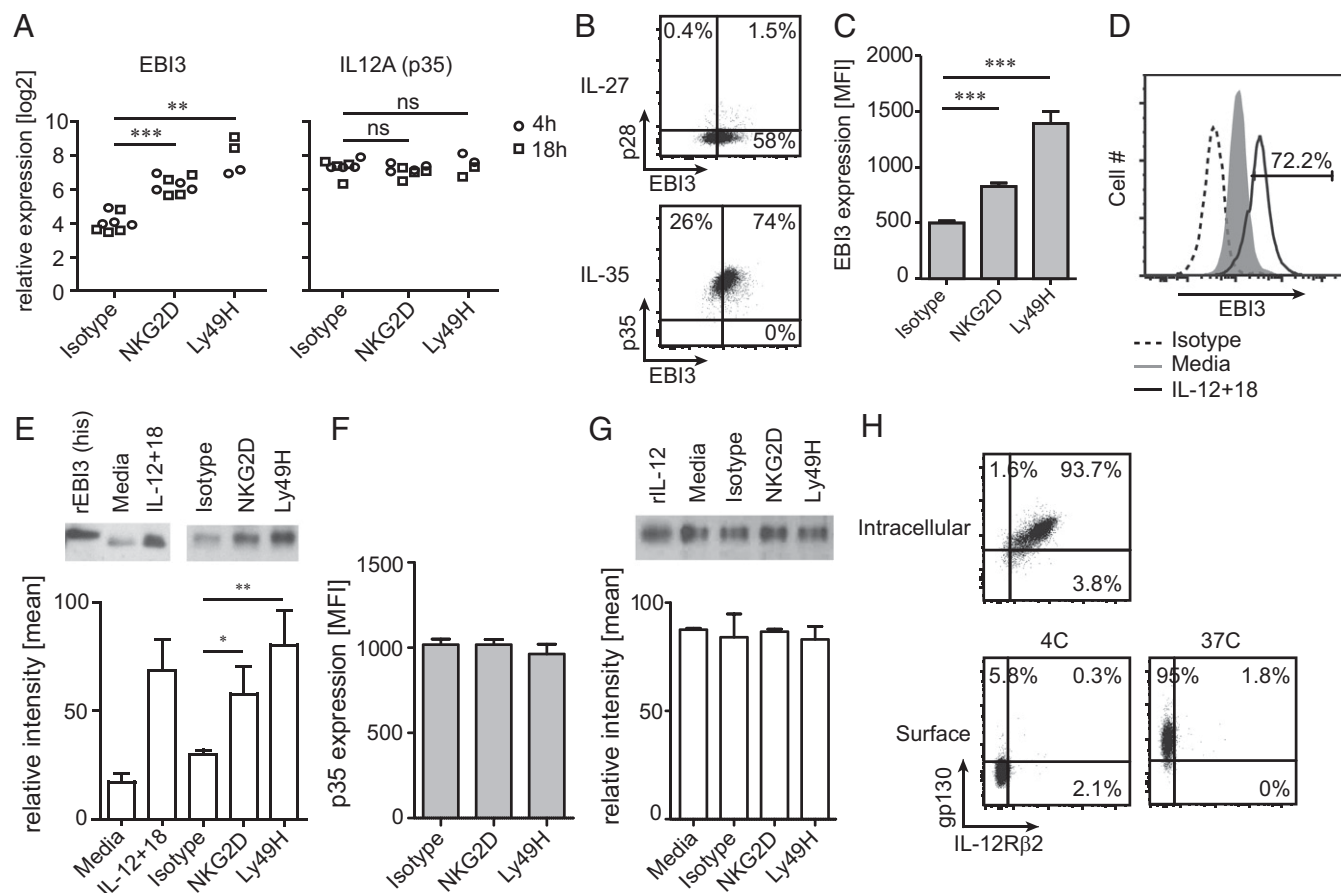 A
EBI3
IL12A (p35)
relative expression [log2]
10
8
6
4
2
0
**
***
ns
ns
4h
18h
Isotype
NKG2D
Ly49H
Isotype
NKG2D
Ly49H
B
IL-27
0.4%
1.5%
58%
p28
EBI3
IL-35
26%
74%
0%
p35
EBI3
C
EBI3 expression [MFI]
2000
1500
1000
500
0
***
***
Isotype
NKG2D
Ly49H
D
Cell #
72.2%
EBI3
Isotype
Media
IL-12+18
E
rEBI3 (his)
Media
IL-12+18
Isotype
NKG2D
Ly49H
relative intensity [mean]
100
50
0
**
*
Media
IL-12+18
Isotype
NKG2D
Ly49H
F
p35 expression [MFI]
1500
1000
500
0
Isotype
NKG2D
Ly49H
G
rIL-12
Media
Isotype
NKG2D
Ly49H
relative intensity [mean]
100
50
0
Media
Isotype
NKG2D
Ly49H
H
Intracellular
1.6%
93.7%
3.8%
4C
37C
Surface
5.8%
0.3%
2.1%
95%
1.8%
0%
gp130
IL-12Rβ2